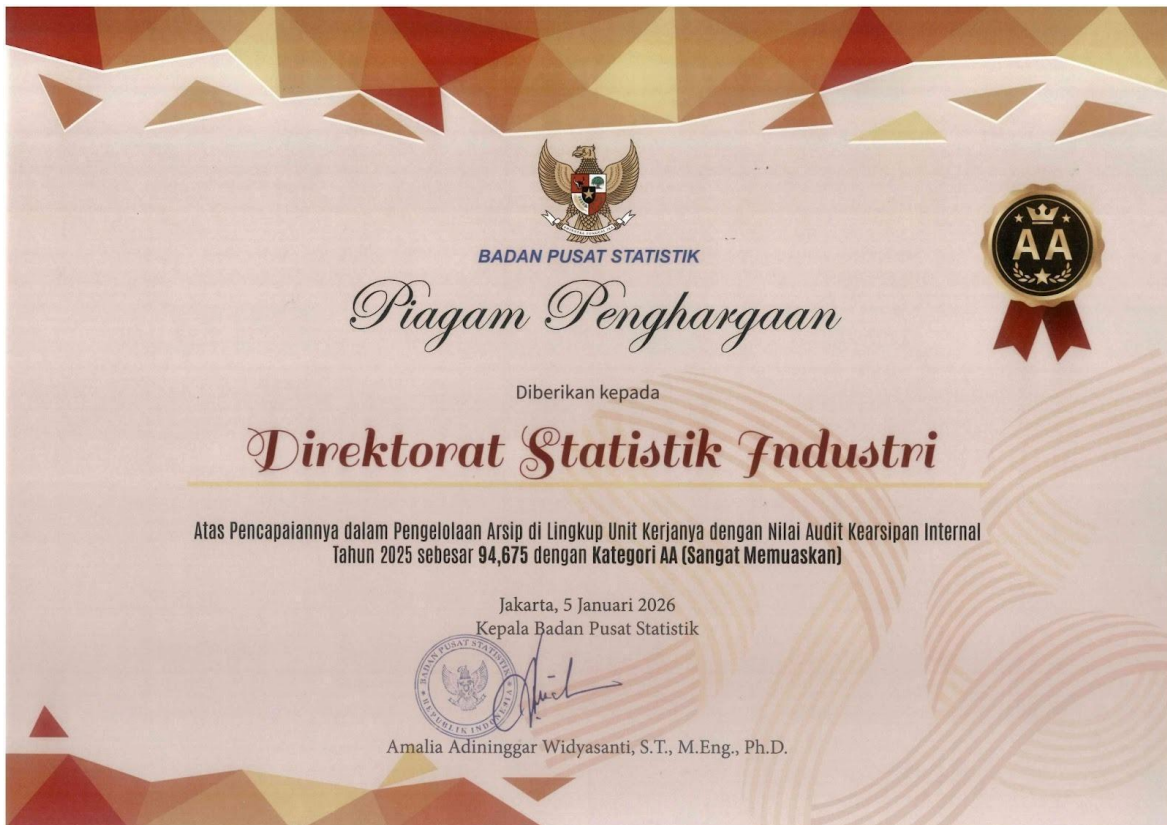 BADAN PUSAT STATISTIK
Piagam Penghargaan
AA
Diberikan kepada
Direktorat Statistik Industri
Atas Pencapaiannya dalam Pengelolaan Arsip di Lingkup Unit Kerjanya dengan Nilai Audit Kearsipan Internal
Tahun 2025 sebesar 94,675 dengan Kategori AA (Sangat Memuaskan)
Jakarta, 5 Januari 2026
Kepala Badan Pusat Statistik
BADAN PUSAT STATISTIK
REPUBLIK INDONESIA
Amalia Adininggar Widyasanti, S.T., M.Eng., Ph.D.